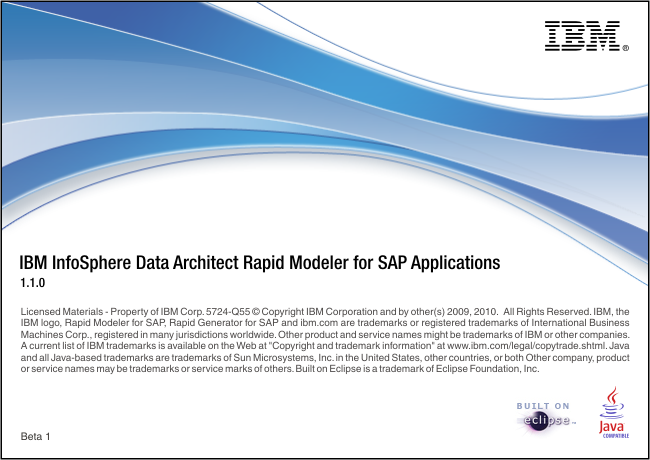 IBM®
IBM InfoSphere Data Architect Rapid Modeler for SAP Applications
1.1.0
Licensed Materials - Property of IBM Corp. 5724-Q55 © Copyright IBM Corporation and by other(s) 2009, 2010. All Rights Reserved. IBM, the
IBM logo, Rapid Modeler for SAP, Rapid Generator for SAP and ibm.com are trademarks or registered trademarks of International Business
Machines Corp., registered in many jurisdictions worldwide. Other product and service names might be trademarks of IBM or other companies.
A current list of IBM trademarks is available on the Web at "Copyright and trademark information" at www.ibm.com/legal/copytrade.shtml. Java
and all Java-based trademarks are trademarks of Sun Microsystems, Inc. in the United States, other countries, or both Other company, product
or service names may be trademarks or service marks of others. Built on Eclipse is a trademark of Eclipse Foundation, Inc.
BUILT ON
eclipse™
Java
COMPATIBLE
Beta 1